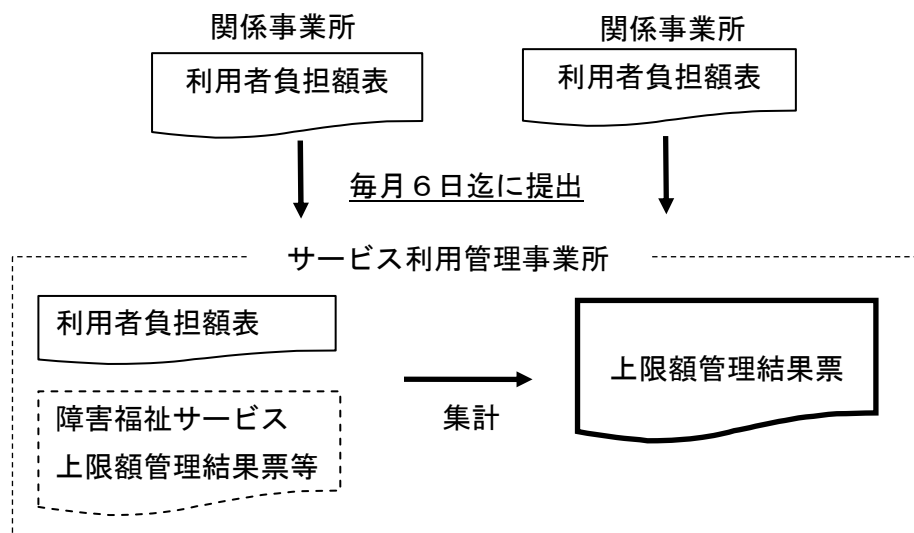 関係事業所
関係事業所
利用者負担額表
利用者負担額表
毎月６日迄に提出
サービス利用管理事業所
利用者負担額表
障害福祉サービス
上限額管理結果票等
集計
上限額管理結果票